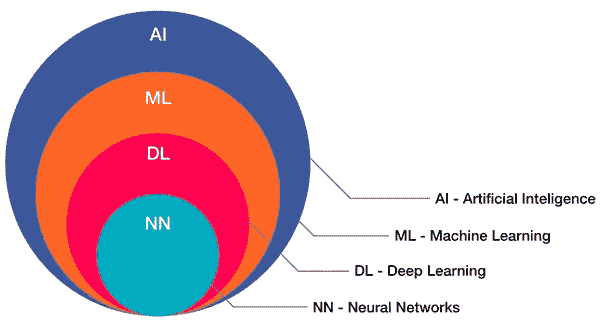 AI
ML
DL
NN
AI - Artificial Inteligence
ML - Machine Learning
DL - Deep Learning
NN - Neural Networks